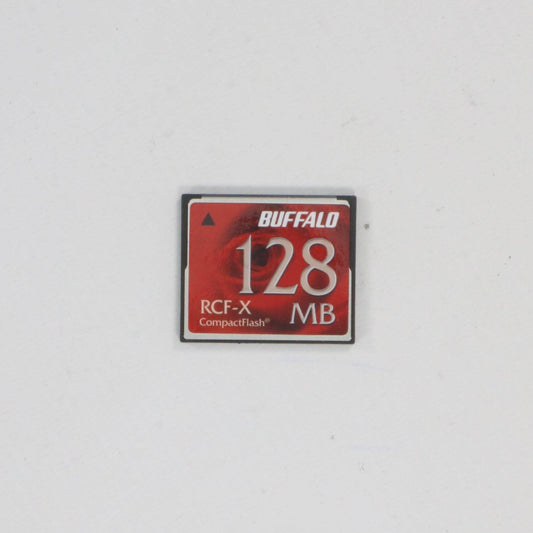 BUFFALO
128
RCF-X MB
CompactFlash®